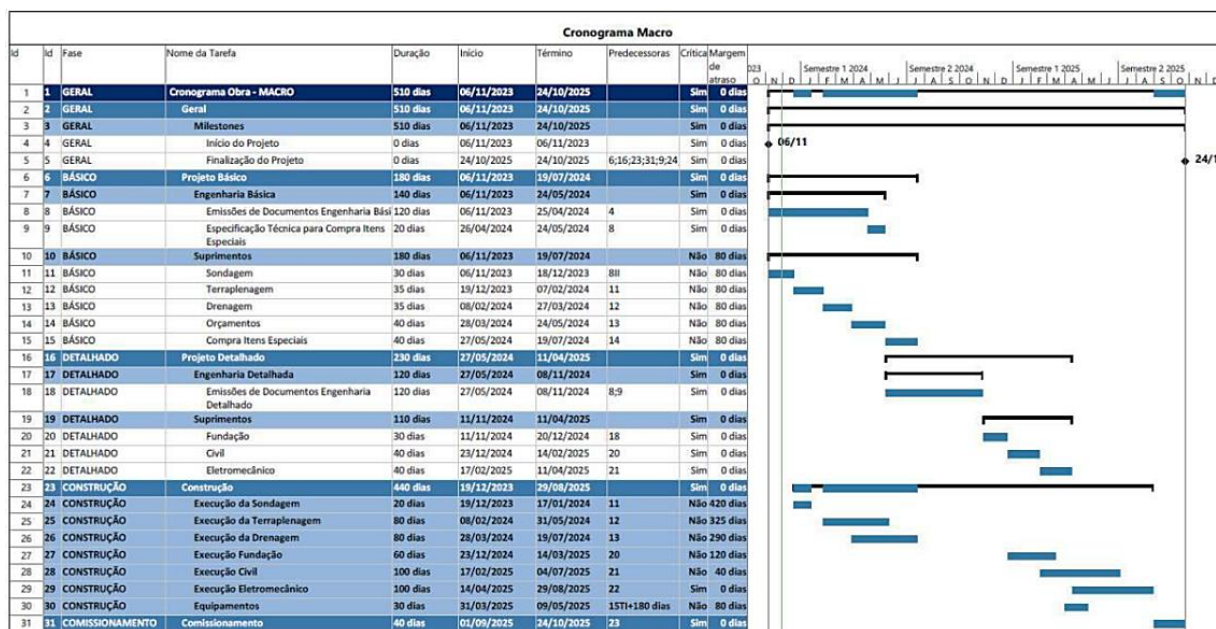 Cronograma Macro
Id Id Fase Nome da Tarefa Duração Início Término Predecessoras Crítica Margem de atraso
023 Semestre 1 2024 Semestre 2 2024 Semestre 1 2025 Semestre 2 2025
O N D J F M A M J J A S O N D J F M A M J J A S O N D
1 1 GERAL Cronograma Obra - MACRO 510 dias 06/11/2023 24/10/2025 Sim 0 dias
2 2 GERAL Geral 510 dias 06/11/2023 24/10/2025 Sim 0 dias
3 3 GERAL Milestones 510 dias 06/11/2023 24/10/2025 Sim 0 dias
4 4 GERAL Início do Projeto 0 dias 06/11/2023 06/11/2023 Sim 0 dias 06/11
5 5 GERAL Finalização do Projeto 0 dias 24/10/2025 24/10/2025 6;16;23;31;9;24 Sim 0 dias 24/1
6 6 BÁSICO Projeto Básico 180 dias 06/11/2023 19/07/2024 Sim 0 dias
7 7 BÁSICO Engenharia Básica 140 dias 06/11/2023 24/05/2024 Sim 0 dias
8 8 BÁSICO Emissões de Documentos Engenharia Bási 120 dias 06/11/2023 25/04/2024 4 Sim 0 dias
9 9 BÁSICO Especificação Técnica para Compra Itens Especiais 20 dias 26/04/2024 24/05/2024 8 Sim 0 dias
10 10 BÁSICO Suprimentos 180 dias 06/11/2023 19/07/2024 Não 80 dias
11 11 BÁSICO Sondagem 30 dias 06/11/2023 18/12/2023 8II Não 80 dias
12 12 BÁSICO Terraplenagem 35 dias 19/12/2023 07/02/2024 11 Não 80 dias
13 13 BÁSICO Drenagem 35 dias 08/02/2024 27/03/2024 12 Não 80 dias
14 14 BÁSICO Orçamentos 40 dias 28/03/2024 24/05/2024 13 Não 80 dias
15 15 BÁSICO Compra Itens Especiais 40 dias 27/05/2024 19/07/2024 14 Não 80 dias
16 16 DETALHADO Projeto Detalhado 230 dias 27/05/2024 11/04/2025 Sim 0 dias
17 17 DETALHADO Engenharia Detalhada 120 dias 27/05/2024 08/11/2024 Sim 0 dias
18 18 DETALHADO Emissões de Documentos Engenharia Detalhado 120 dias 27/05/2024 08/11/2024 8;9 Sim 0 dias
19 19 DETALHADO Suprimentos 110 dias 11/11/2024 11/04/2025 Sim 0 dias
20 20 DETALHADO Fundação 30 dias 11/11/2024 20/12/2024 18 Sim 0 dias
21 21 DETALHADO Civil 40 dias 23/12/2024 14/02/2025 20 Sim 0 dias
22 22 DETALHADO Eletromecânico 40 dias 17/02/2025 11/04/2025 21 Sim 0 dias
23 23 CONSTRUÇÃO Construção 440 dias 19/12/2023 29/08/2025 Sim 0 dias
24 24 CONSTRUÇÃO Execução da Sondagem 20 dias 19/12/2023 17/01/2024 11 Não 420 dias
25 25 CONSTRUÇÃO Execução da Terraplenagem 80 dias 08/02/2024 31/05/2024 12 Não 325 dias
26 26 CONSTRUÇÃO Execução da Drenagem 80 dias 28/03/2024 19/07/2024 13 Não 290 dias
27 27 CONSTRUÇÃO Execução Fundação 60 dias 23/12/2024 14/03/2025 20 Não 120 dias
28 28 CONSTRUÇÃO Execução Civil 100 dias 17/02/2025 04/07/2025 21 Não 40 dias
29 29 CONSTRUÇÃO Execução Eletromecânico 100 dias 14/04/2025 29/08/2025 22 Sim 0 dias
30 30 CONSTRUÇÃO Equipamentos 30 dias 31/03/2025 09/05/2025 15TI+180 dias Não 80 dias
31 31 COMISSIONAMENTO Comissionamento 40 dias 01/09/2025 24/10/2025 23 Sim 0 dias